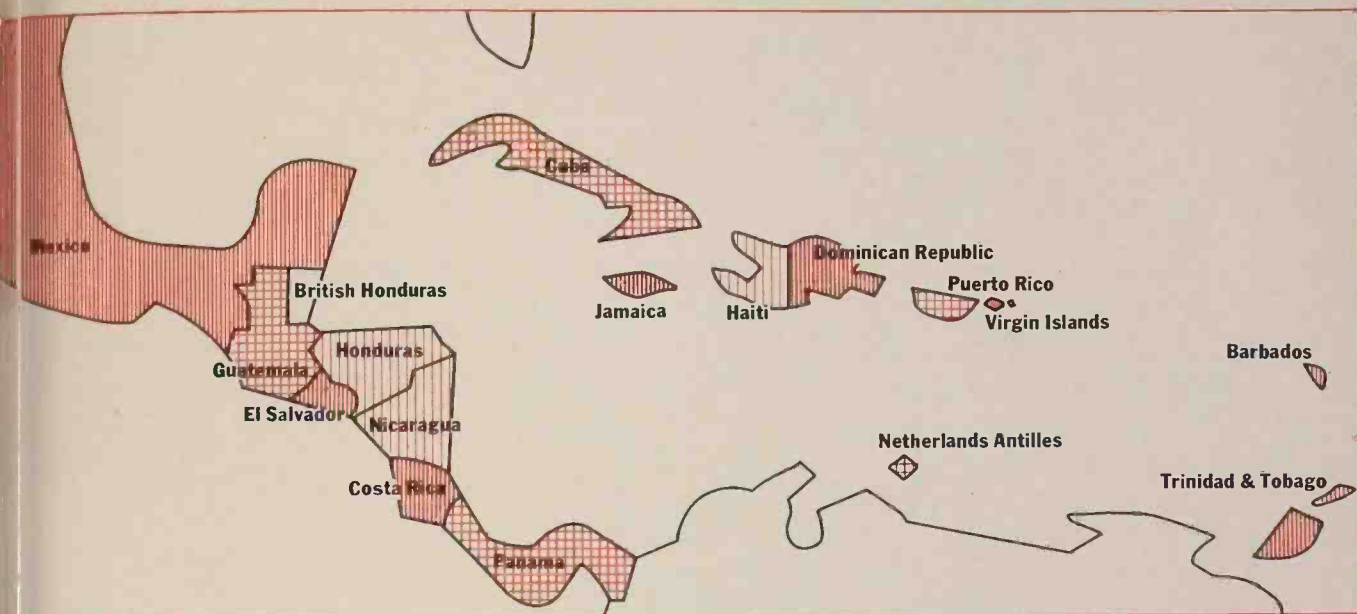 Cuba
Mexico
Dominican Republic
British Honduras
Puerto Rico
Jamaica
Haiti
Virgin Islands
Honduras
Barbados
Guatemala
El Salvador
Nicaragua
Netherlands Antilles
Costa Rica
Trinidad & Tobago
Panama